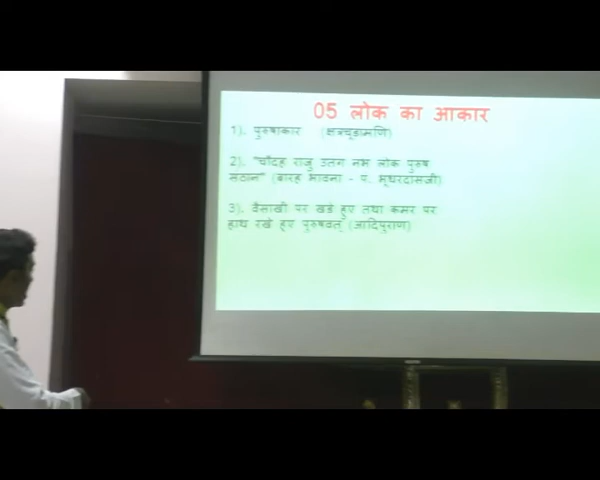 05 लोक का आकार
1). पुरुषाकार (क्षत्रचूडामणि)
2). "चौदह राजु उतंग नभ लोक पुरुष
संठान" (बारह भावना - प. भूधरदासजी)
3). वैसाखी पर खडे हुए तथा कमर पर
हाथ रखे हुए पुरुषवत् (आदिपुराण)